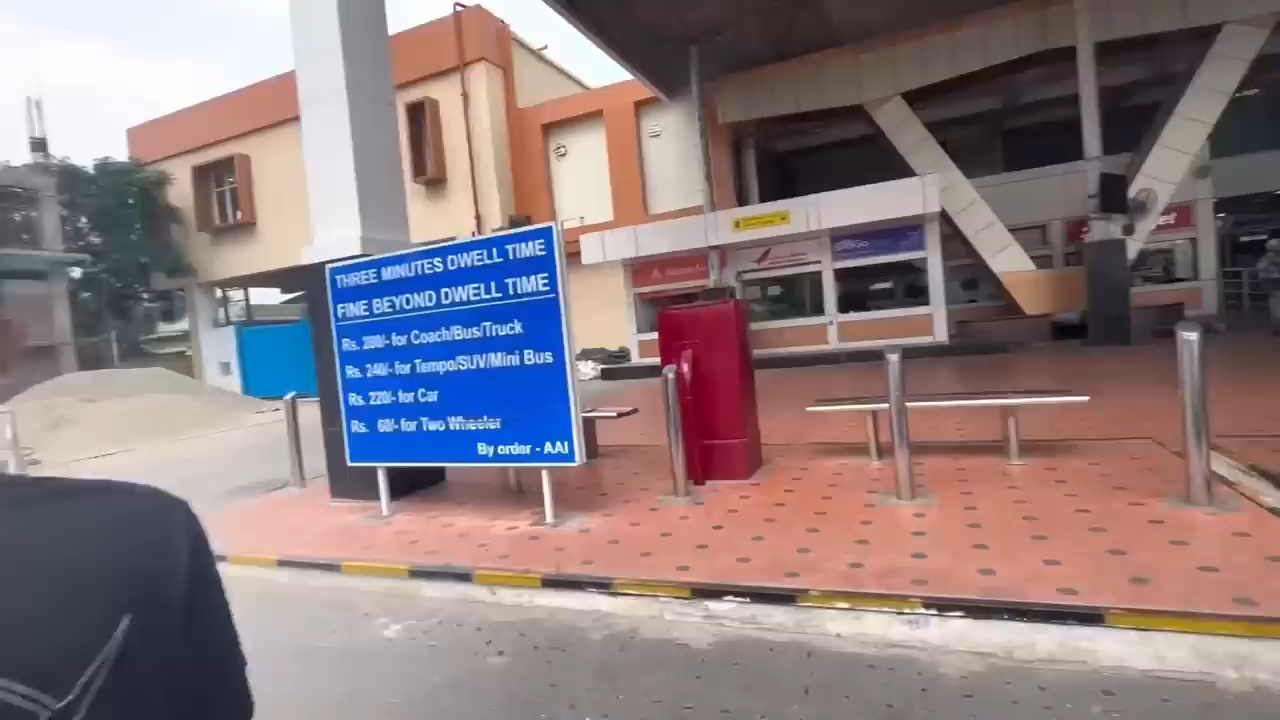 THREE MINUTES DWELL TIME
FINE BEYOND DWELL TIME
Rs. 280/- for Coach/Bus/Truck
Rs. 240/- for Tempo/SUV/Mini Bus
Rs. 220/- for Car
Rs. 60/- for Two Wheeler
By order - AAI